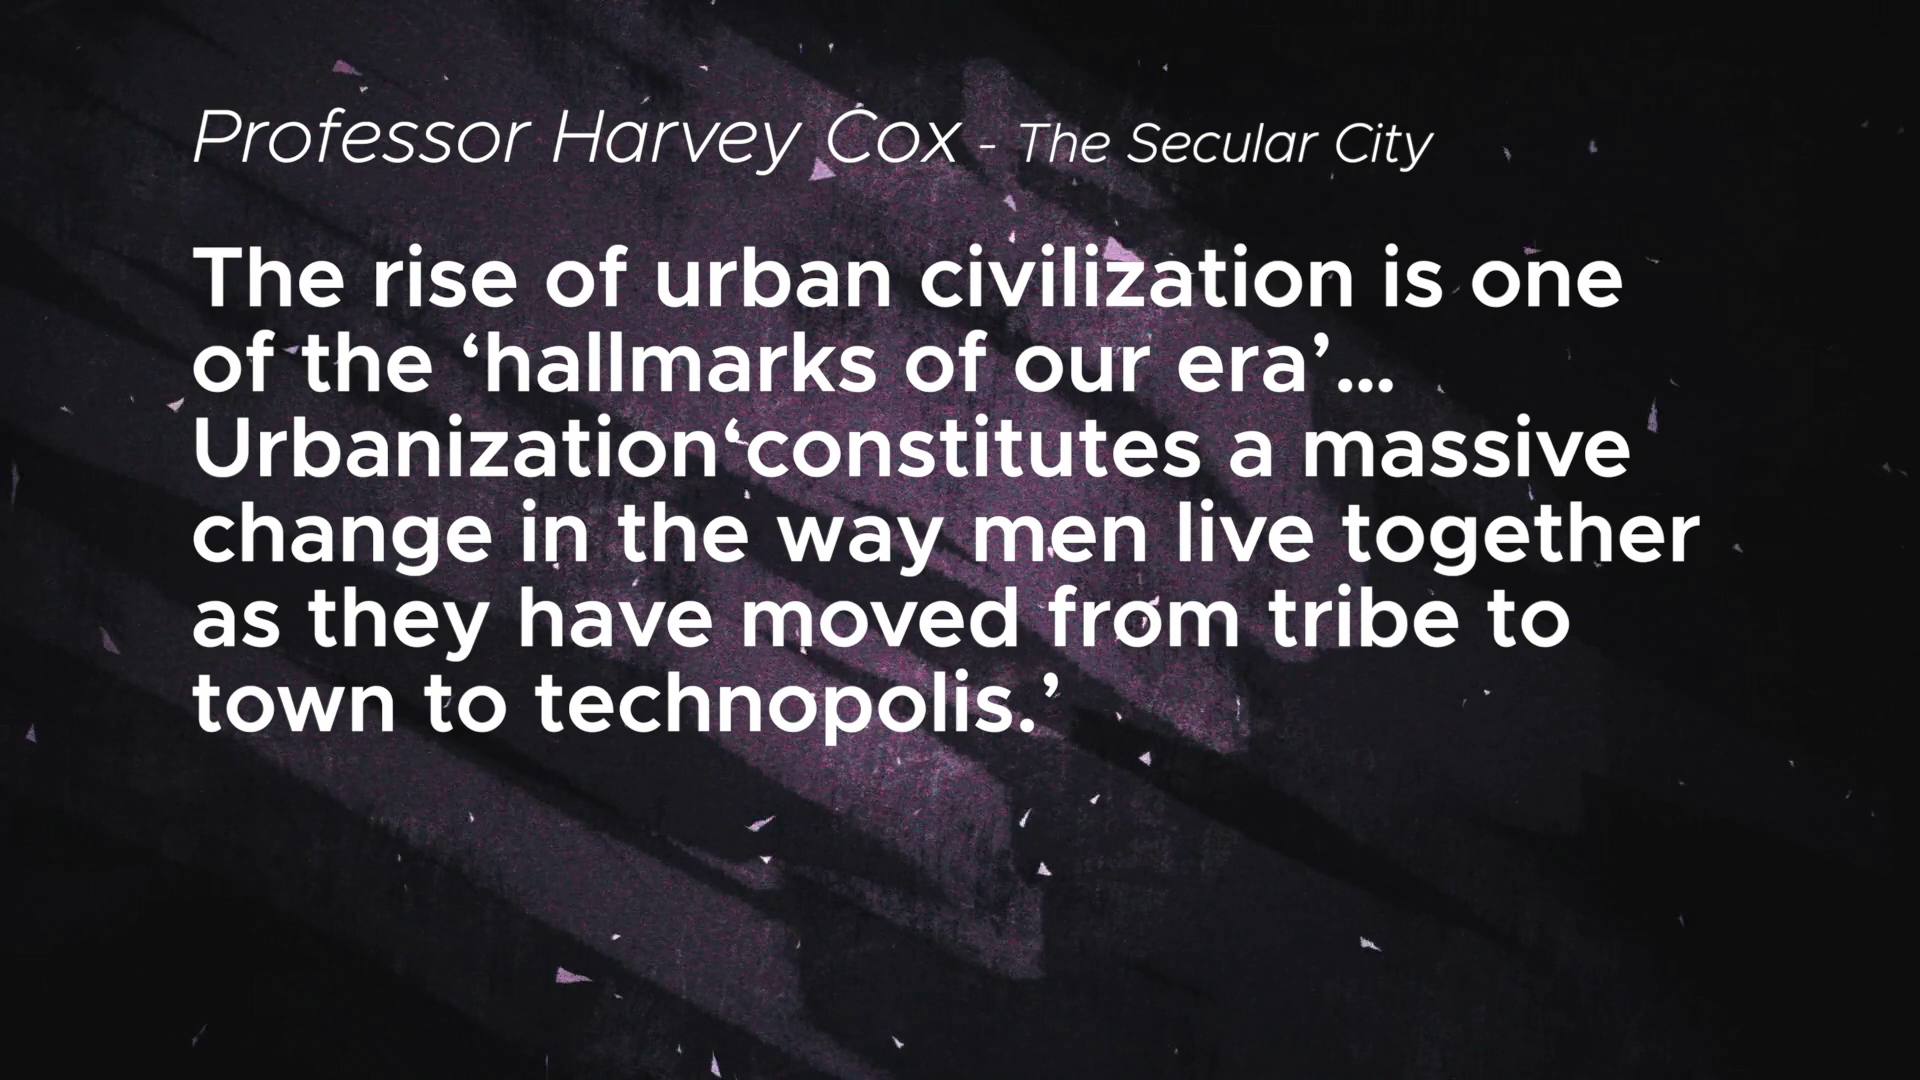 Professor Harvey Cox - The Secular City
The rise of urban civilization is one
of the ‘hallmarks of our era’...
Urbanization‘constitutes a massive
change in the way men live together
as they have moved from tribe to
town to technopolis.’